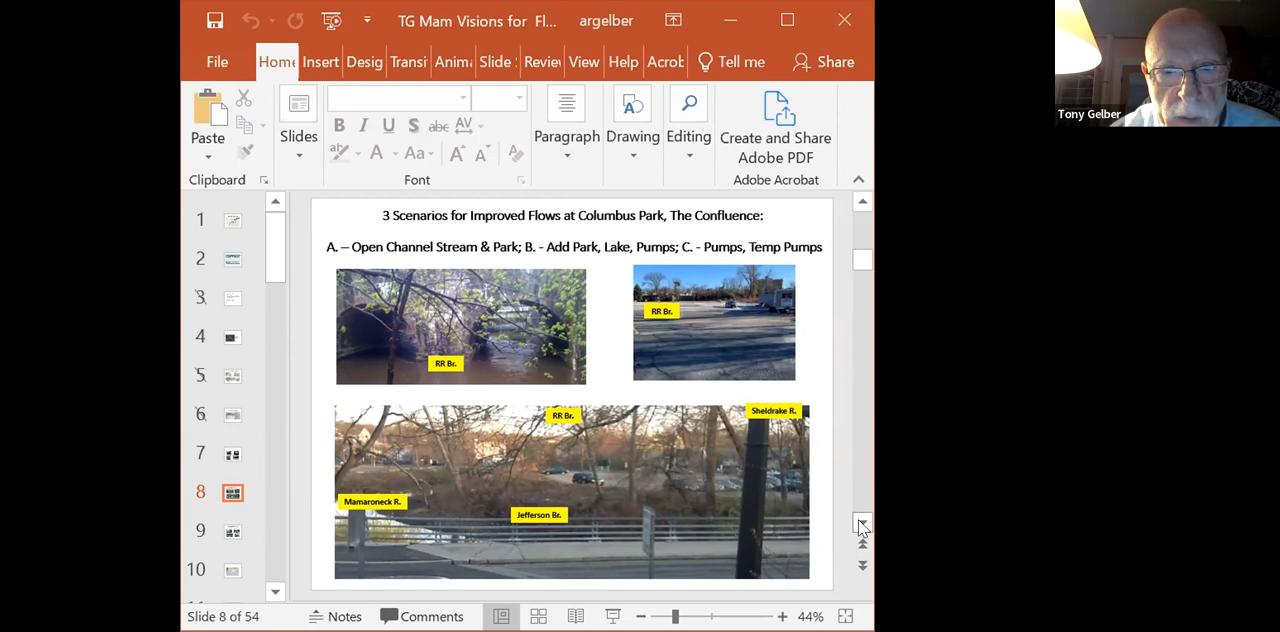 TG Mam Visions for Fl...
argelber
File
Home
Insert
Desig
Transi
Anima
Slide
Review
View
Help
Acrob
Tell me
Share
Paste
Slides
Paragraph
Drawing
Editing
Create and Share
Adobe PDF
Clipboard
Font
Adobe Acrobat
B I U S abc AV
A Aa A A
1
2
3
4
5
6
7
8
9
10
3 Scenarios for Improved Flows at Columbus Park, The Confluence:
A. – Open Channel Stream & Park; B. - Add Park, Lake, Pumps; C. - Pumps, Temp Pumps
RR Br.
RR Br.
RR Br.
Sheldrake R.
Mamaroneck R.
Jefferson Br.
Slide 8 of 54
Notes
Comments
44%
Tony Gelber